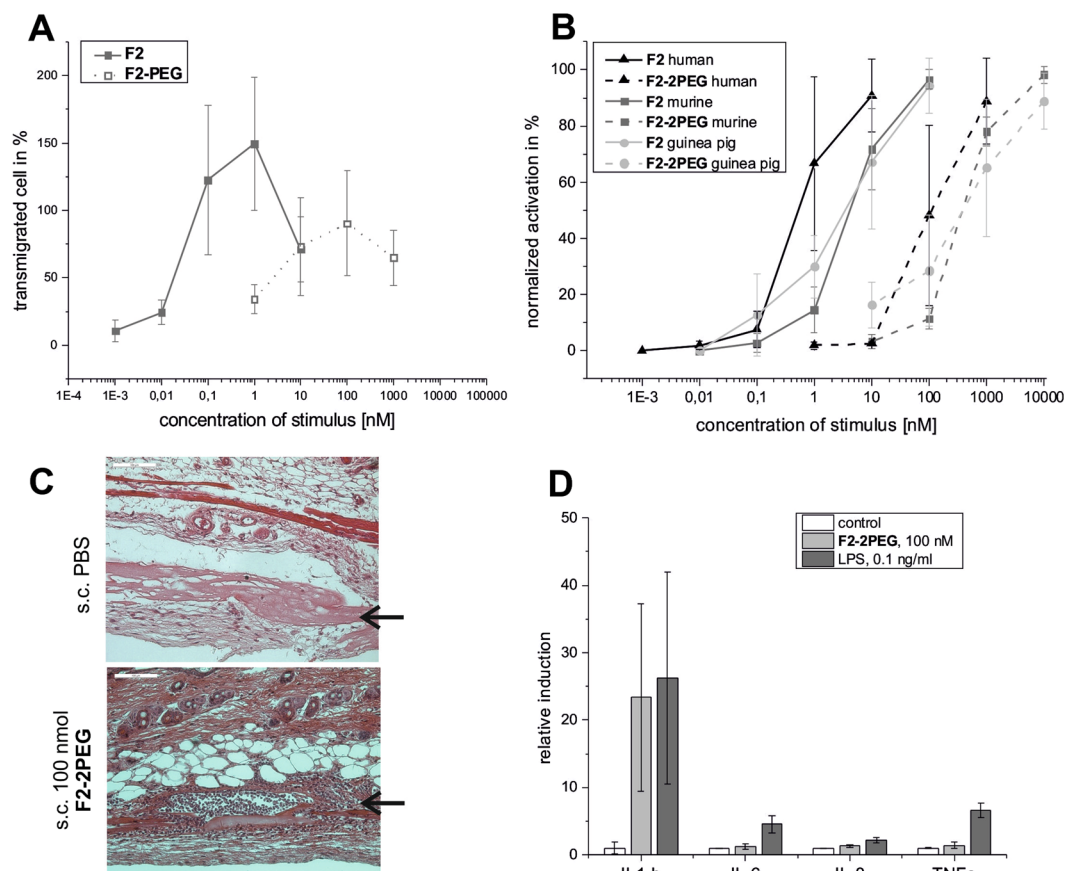 A
F2
F2-PEG
200
150
100
50
0
transmigrated cell in %
1E-4 1E-3 0,01 0,1 1 10 100 1000 10000 100000
concentration of stimulus [nM]
B
F2 human
F2-2PEG human
F2 murine
F2-2PEG murine
F2 guinea pig
F2-2PEG guinea pig
100
80
60
40
20
0
normalized activation in %
1E-3 0,01 0,1 1 10 100 1000 10000
concentration of stimulus [nM]
C
s.c. PBS
s.c. 100 nmol
F2-2PEG
D
control
F2-2PEG, 100 nM
LPS, 0.1 ng/ml
50
40
30
20
10
0
relative induction